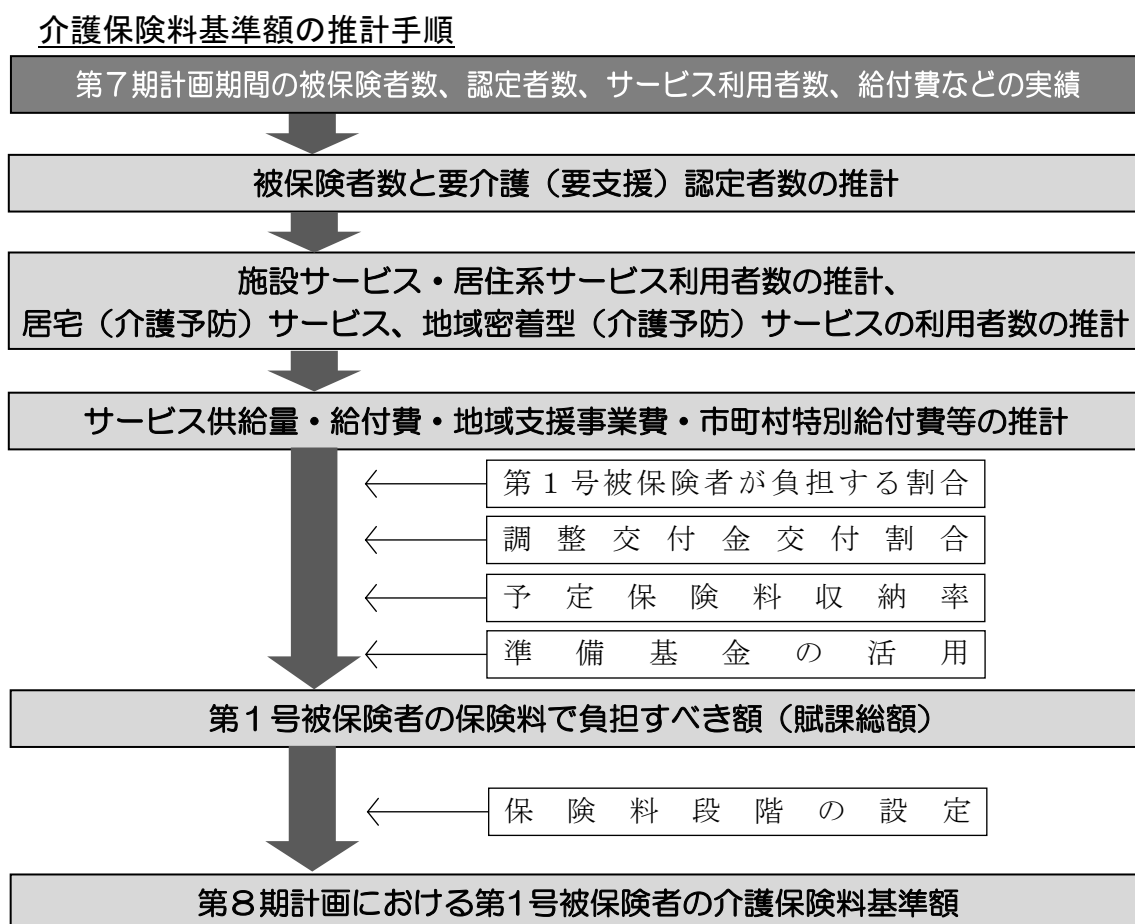 介護保険料基準額の推計手順
第７期計画期間の被保険者数、認定者数、サービス利用者数、給付費などの実績
被保険者数と要介護（要支援）認定者数の推計
施設サービス・居住系サービス利用者数の推計、
居宅（介護予防）サービス、地域密着型（介護予防）サービスの利用者数の推計
サービス供給量・給付費・地域支援事業費・市町村特別給付費等の推計
第１号被保険者が負担する割合
調整交付金交付割合
予定保険料収納率
準備基金の活用
第１号被保険者の保険料で負担すべき額（賦課総額）
保険料段階の設定
第８期計画における第1号被保険者の介護保険料基準額